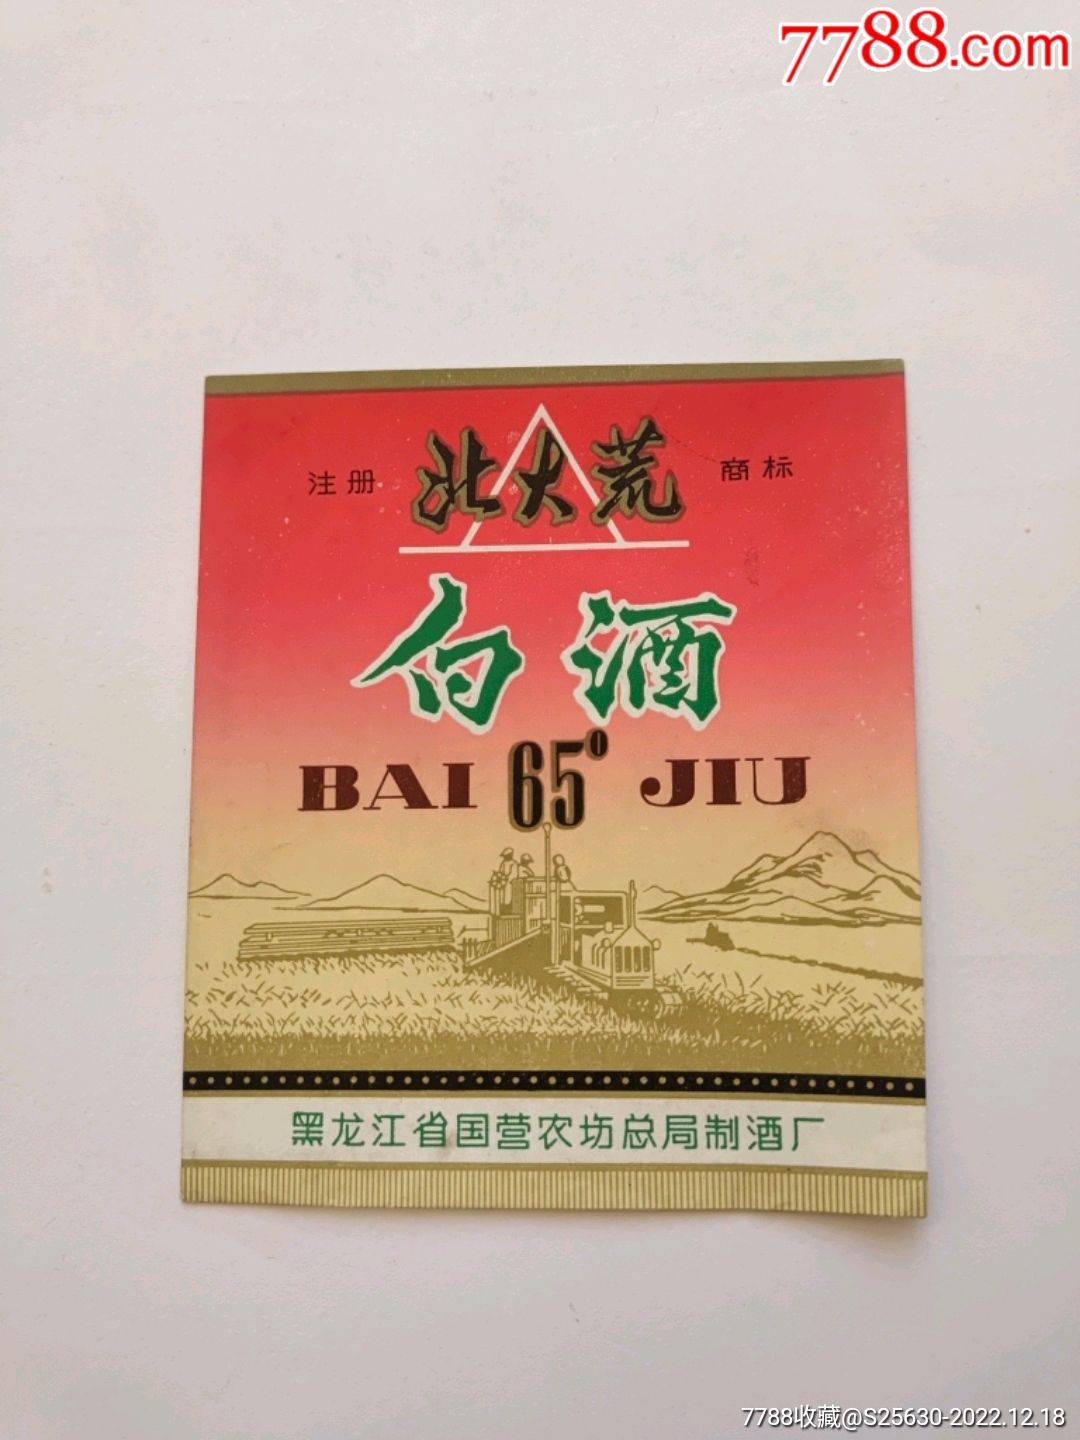 7788.com
注册 北大荒 商标
白酒
BAI 65° JIU
黑龙江省国营农场总局制酒厂
7788收藏@S25630-2022.12.18